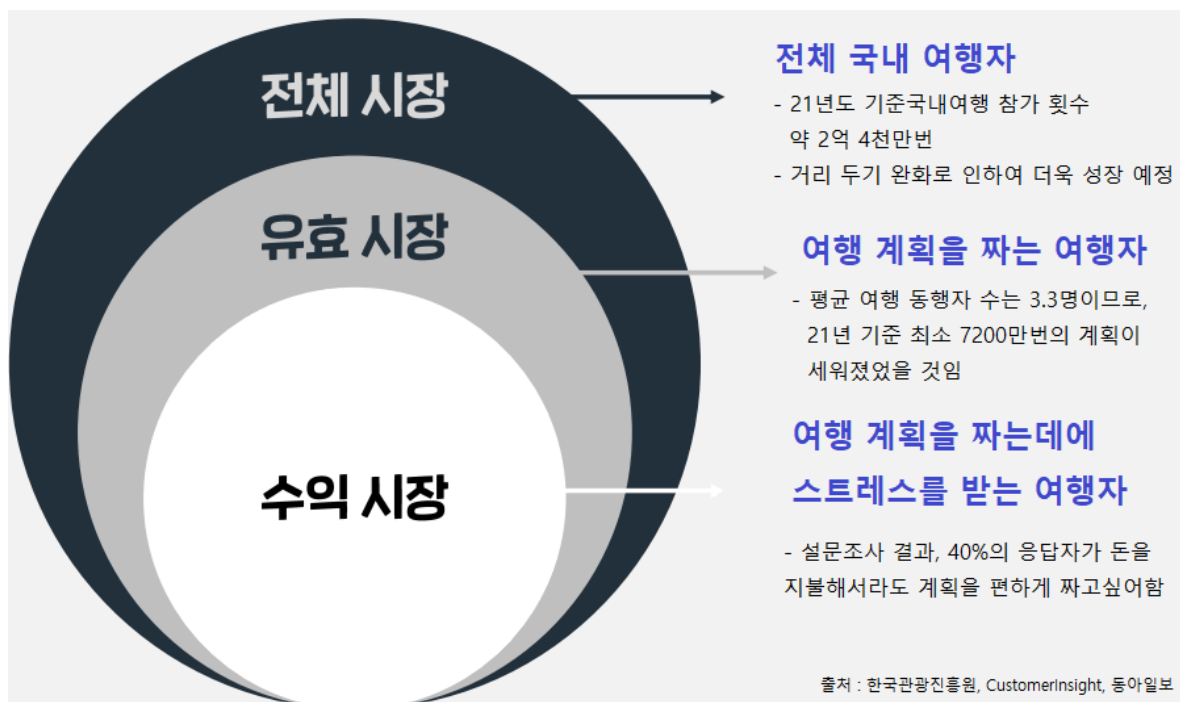 전체 시장
전체 국내 여행자
- 21년도 기준국내여행 참가 횟수
약 2억 4천만번
- 거리 두기 완화로 인하여 더욱 성장 예정
유효 시장
여행 계획을 짜는 여행자
- 평균 여행 동행자 수는 3.3명이므로,
21년 기준 최소 7200만번의 계획이
세워졌었을 것임
수익 시장
여행 계획을 짜는데에
스트레스를 받는 여행자
- 설문조사 결과, 40%의 응답자가 돈을
지불해서라도 계획을 편하게 짜고싶어함
출처 : 한국관광진흥원, CustomerInsight, 동아일보